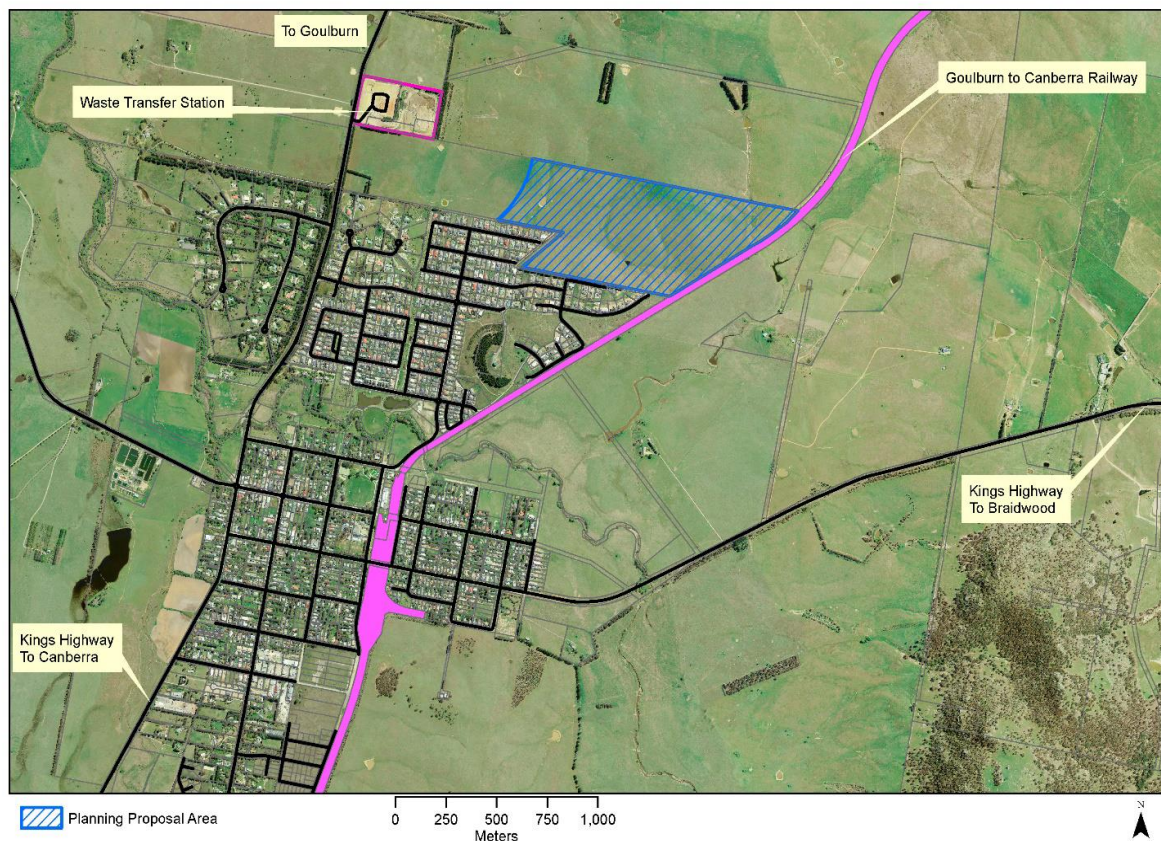 To Goulburn
Goulburn to Canberra Railway
Waste Transfer Station
Kings Highway
To Braidwood
Kings Highway
To Canberra
Planning Proposal Area
0 250 500 750 1,000
Meters
N